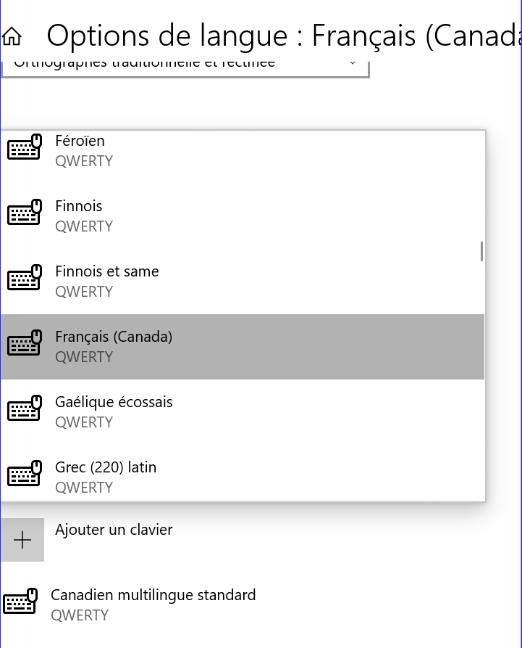 Options de langue : Français (Canada
Orthographes traditionnelle et rectifiée
Féroïen
QWERTY
Finnois
QWERTY
Finnois et same
QWERTY
Français (Canada)
QWERTY
Gaélique écossais
QWERTY
Grec (220) latin
QWERTY
Ajouter un clavier
Canadien multilingue standard
QWERTY